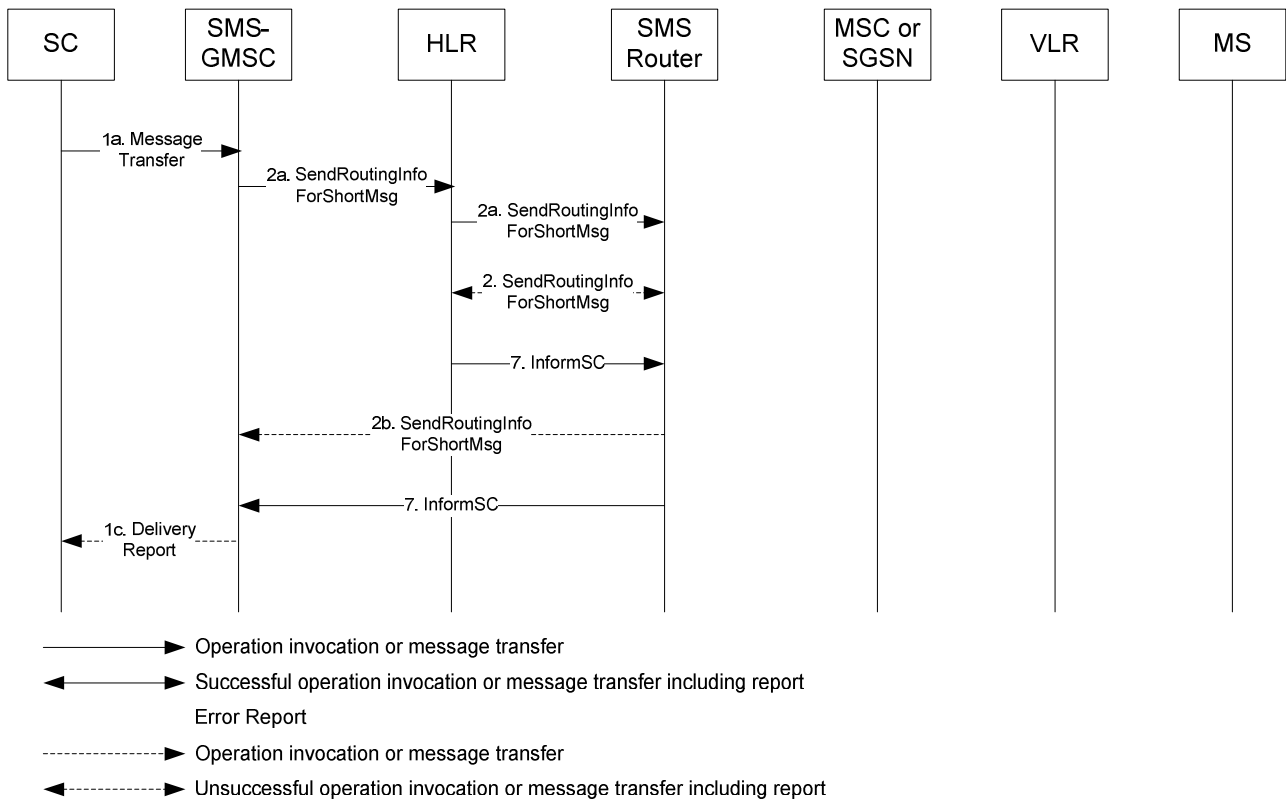 SC
SMS-
GMSC
HLR
SMS
Router
MSC or
SGSN
VLR
MS
1a. Message
Transfer
2a. SendRoutingInfo
ForShortMsg
2a. SendRoutingInfo
ForShortMsg
2. SendRoutingInfo
ForShortMsg
7. InformSC
2b. SendRoutingInfo
ForShortMsg
7. InformSC
1c. Delivery
Report
Operation invocation or message transfer
Successful operation invocation or message transfer including report
Error Report
Operation invocation or message transfer
Unsuccessful operation invocation or message transfer including report